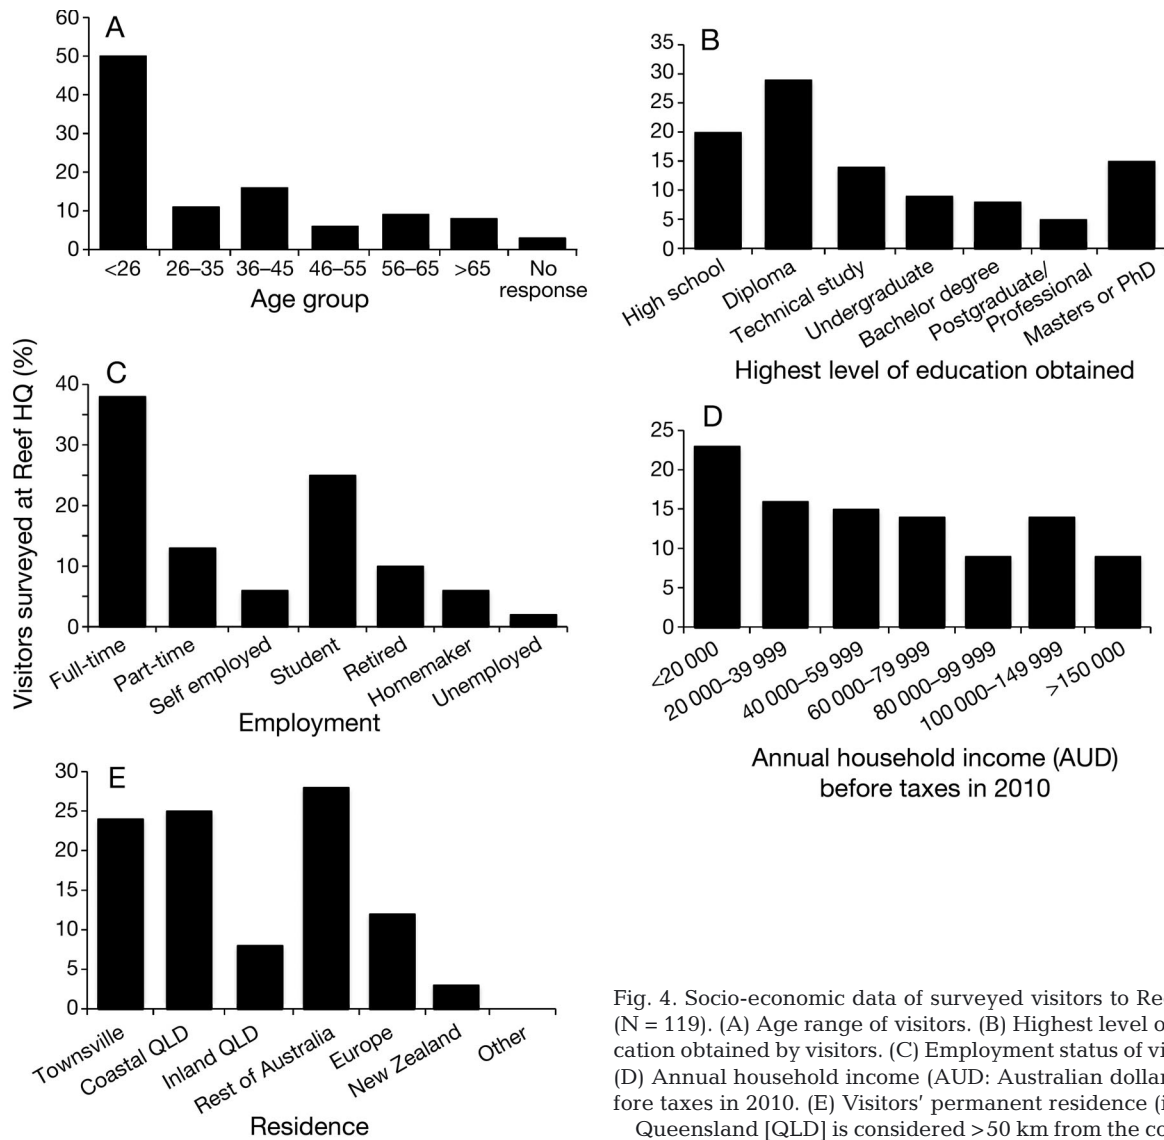 A
60
50
40
30
20
10
0
<26 26–35 36–45 46–55 56–65 >65 No response
Age group
B
35
30
25
20
15
10
5
0
High school
Diploma
Technical study
Undergraduate
Bachelor degree
Postgraduate/
Professional
Masters or PhD
Highest level of education obtained
Visitors surveyed at Reef HQ (%)
C
40
30
20
10
0
Full-time
Part-time
Self employed
Student
Retired
Homemaker
Unemployed
Employment
D
25
20
15
10
5
0
<20 000
20 000–39 999
40 000–59 999
60 000–79 999
80 000–99 999
100 000–149 999
>150 000
Annual household income (AUD)
before taxes in 2010
E
30
25
20
15
10
5
0
Townsville
Coastal QLD
Inland QLD
Rest of Australia
Europe
New Zealand
Other
Residence
Fig. 4. Socio-economic data of surveyed visitors to Re
(N = 119). (A) Age range of visitors. (B) Highest level o
cation obtained by visitors. (C) Employment status of vi
(D) Annual household income (AUD: Australian dollar
fore taxes in 2010. (E) Visitors' permanent residence (i
Queensland [QLD] is considered >50 km from the co